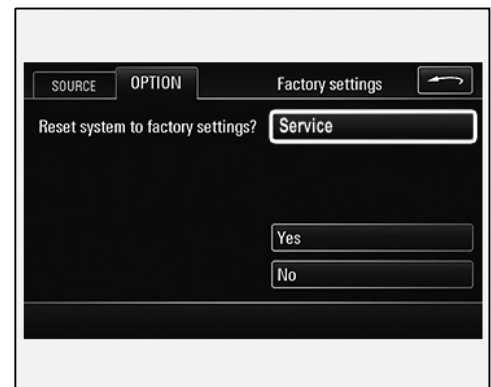 SOURCE OPTION Factory settings
Reset system to factory settings? Service
Yes
No